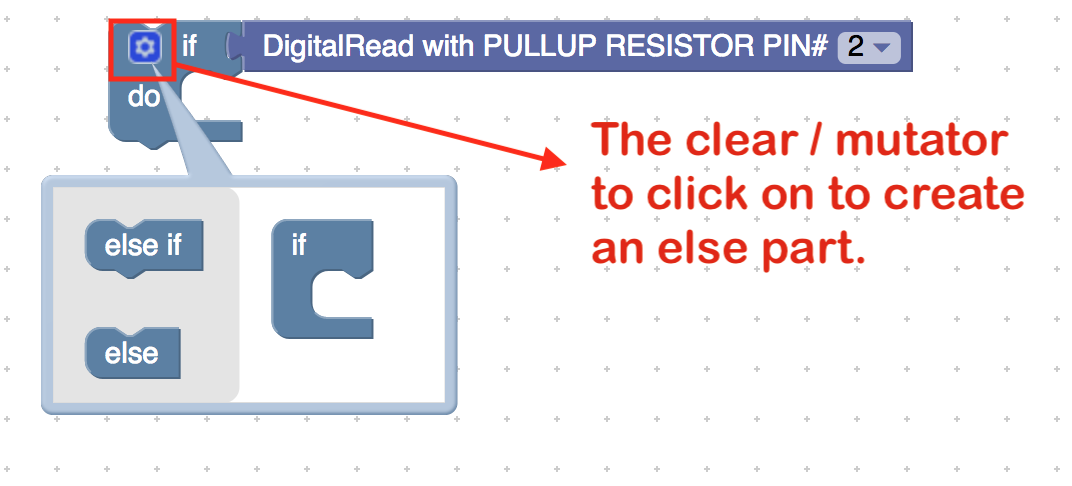 if DigitalRead with PULLUP RESISTOR PIN# 2
do
The clear / mutator
to click on to create
an else part.
else if
if
else